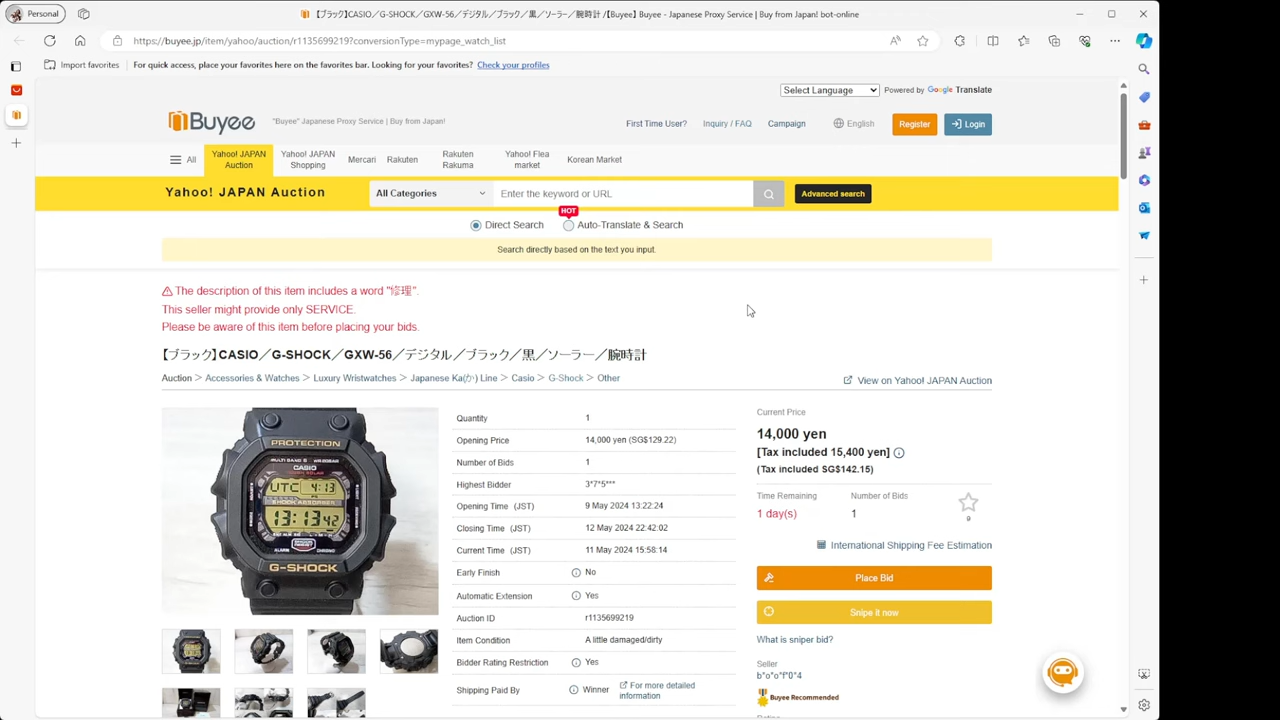 Personal
【ブラック】CASIO／G-SHOCK／GXW-56／デジタル／ブラック／黒／ソーラー／腕時計 /【Buyee】 Buyee - Japanese Proxy Service | Buy from Japan! bot-online
https://buyee.jp/item/yahoo/auction/r1135699219?conversionType=mypage_watch_list
Import favorites
For quick access, place your favorites here on the favorites bar. Looking for your favorites? Check your profiles
Select Language
Powered by Google Translate
Buyee
"Buyee" Japanese Proxy Service | Buy from Japan!
First Time User?
Inquiry / FAQ
Campaign
English
Register
Login
All
Yahoo! JAPAN
Auction
Yahoo! JAPAN
Shopping
Mercari
Rakuten
Rakuten
Rakuma
Yahoo! Flea
market
Korean Market
Yahoo! JAPAN Auction
All Categories
Enter the keyword or URL
Advanced search
HOT
Direct Search
Auto-Translate & Search
Search directly based on the text you input.
The description of this item includes a word "修理".
This seller might provide only SERVICE.
Please be aware of this item before placing your bids.
【ブラック】CASIO／G-SHOCK／GXW-56／デジタル／ブラック／黒／ソーラー／腕時計
Auction > Accessories & Watches > Luxury Wristwatches > Japanese Ka(か) Line > Casio > G-Shock > Other
View on Yahoo! JAPAN Auction
PROTECTION
CASIO
UTC 4:13
SHOCK ABSORBER
13:13 42
ALARM CHRONO
G-SHOCK
Quantity 1
Opening Price 14,000 yen (SG$129.22)
Number of Bids 1
Highest Bidder 3*7*5***
Opening Time (JST) 9 May 2024 13:22:24
Closing Time (JST) 12 May 2024 22:42:02
Current Time (JST) 11 May 2024 15:58:14
Early Finish No
Automatic Extension Yes
Auction ID r1135699219
Item Condition A little damaged/dirty
Bidder Rating Restriction Yes
Shipping Paid By Winner
For more detailed
information
Current Price
14,000 yen
[Tax included 15,400 yen]
(Tax included SG$142.15)
Time Remaining
1 day(s)
Number of Bids
1
9
International Shipping Fee Estimation
Place Bid
Snipe it now
What is sniper bid?
Seller
b*o*o*f*0*4
Buyee Recommended